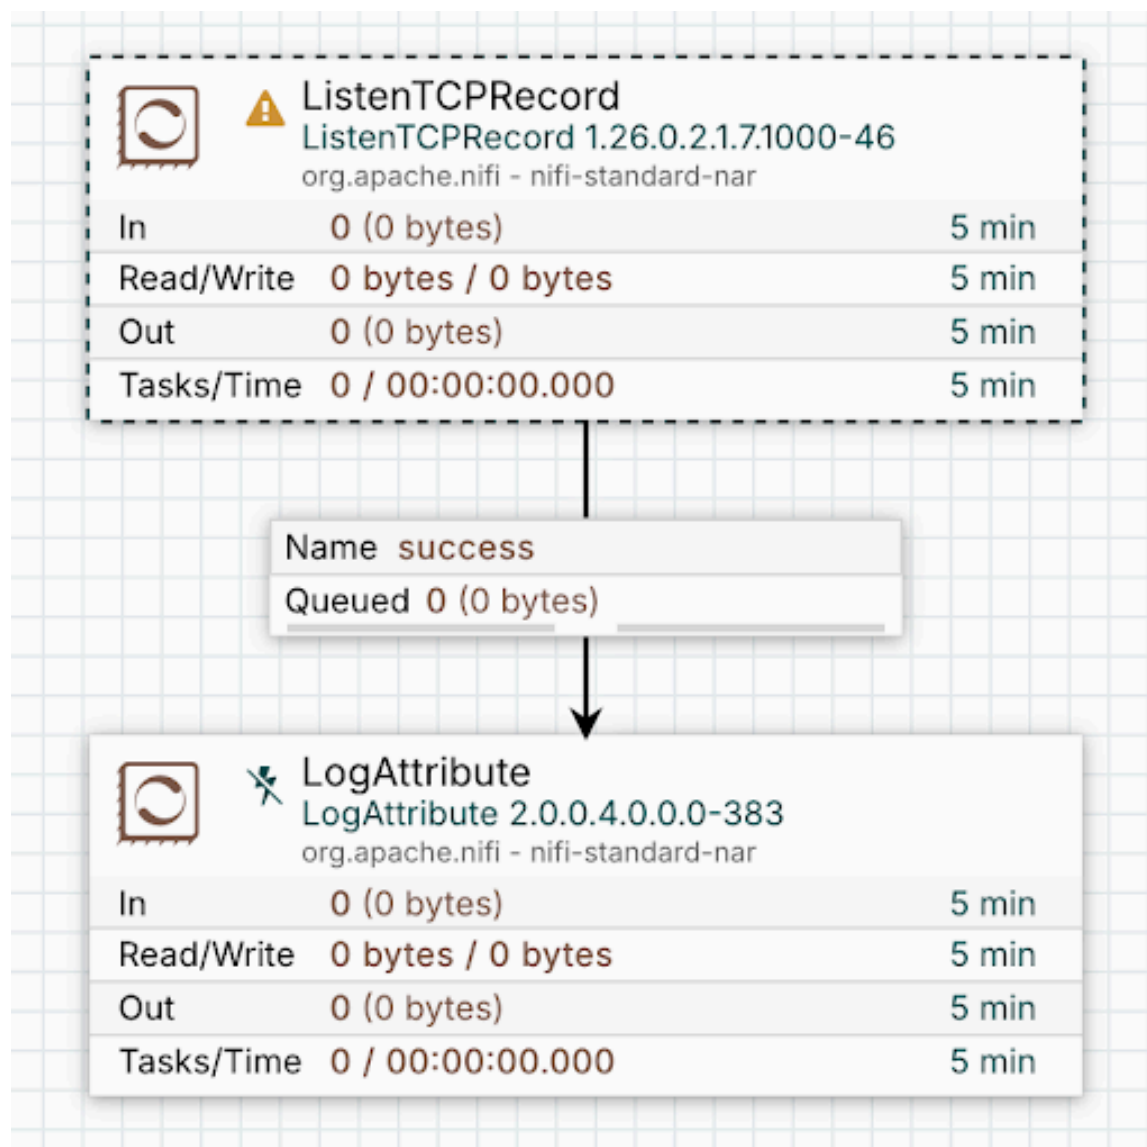 ListenTCPRecord
ListenTCPRecord 1.26.0.2.1.7.1000-46
org.apache.nifi - nifi-standard-nar
In 0 (0 bytes) 5 min
Read/Write 0 bytes / 0 bytes 5 min
Out 0 (0 bytes) 5 min
Tasks/Time 0 / 00:00:00.000 5 min
Name success
Queued 0 (0 bytes)
LogAttribute
LogAttribute 2.0.0.4.0.0.0-383
org.apache.nifi - nifi-standard-nar
In 0 (0 bytes) 5 min
Read/Write 0 bytes / 0 bytes 5 min
Out 0 (0 bytes) 5 min
Tasks/Time 0 / 00:00:00.000 5 min